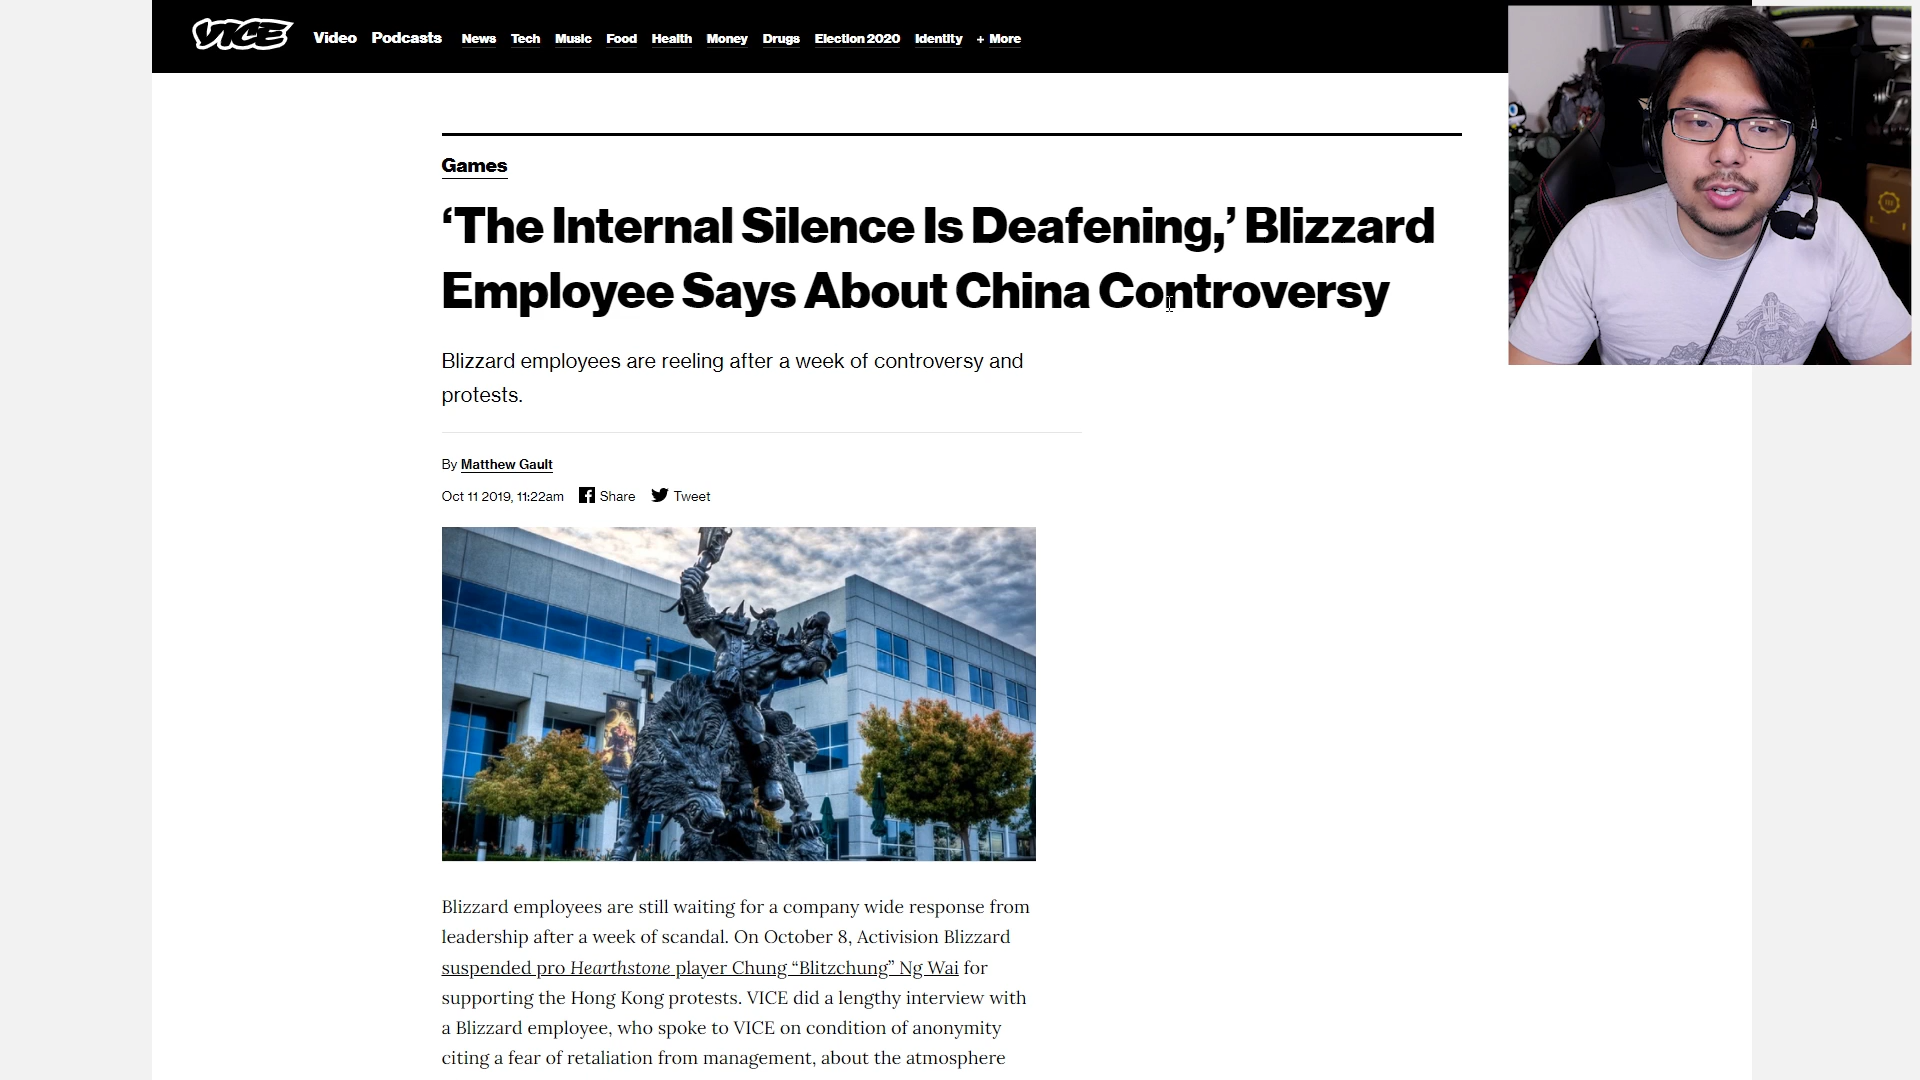 VICE Video Podcasts News Tech Music Food Health Money Drugs Election 2020 Identity + More
Games
‘The Internal Silence Is Deafening,’ Blizzard
Employee Says About China Controversy
Blizzard employees are reeling after a week of controversy and
protests.
By Matthew Gault
Oct 11 2019, 11:22am Share Tweet
Blizzard employees are still waiting for a company wide response from
leadership after a week of scandal. On October 8, Activision Blizzard
suspended pro Hearthstone player Chung “Blitzchung” Ng Wai for
supporting the Hong Kong protests. VICE did a lengthy interview with
a Blizzard employee, who spoke to VICE on condition of anonymity
citing a fear of retaliation from management, about the atmosphere